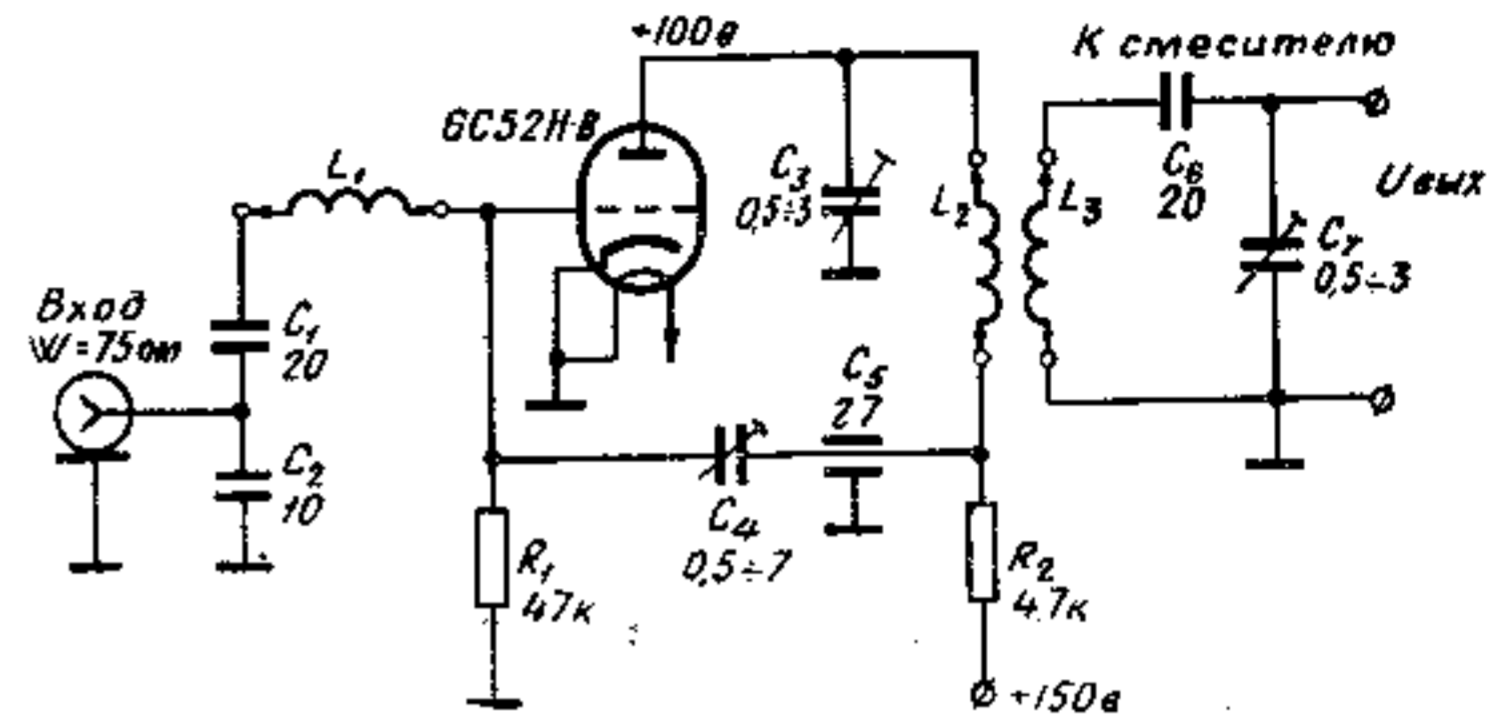 +100в
К смесителю
6С52Н-В
L₁
C₃
0,5÷3
L₂
L₃
C₆
20
Uвых
C₇
0,5÷3
Вход
W=75ом
C₁
20
C₅
27
C₂
10
C₄
0,5÷7
R₁
47к
R₂
4.7к
+150в